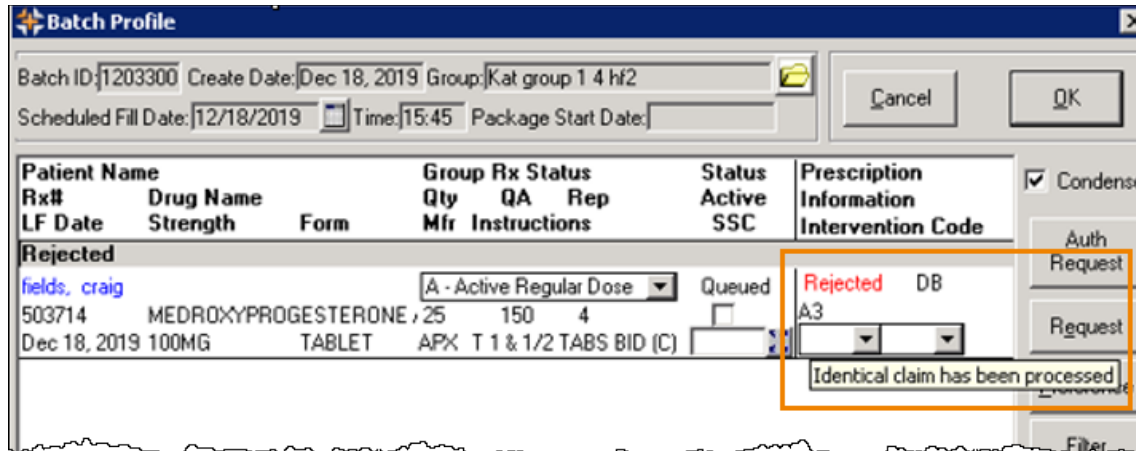 Batch Profile
Batch ID: 1203300 Create Date: Dec 18, 2019 Group: Kat group 1 4 hf2
Scheduled Fill Date: 12/18/2019 Time: 15:45 Package Start Date:
Cancel
OK
Patient Name Group Rx Status Status Prescription
Rx# Drug Name Qty QA Rep Active Information
LF Date Strength Form Mfr Instructions SSC Intervention Code
Condense
Auth
Request
Request
Rejected
fields, craig A - Active Regular Dose Queued Rejected DB
503714 MEDROXYPROGESTERONE 25 150 4 A3
Dec 18, 2019 100MG TABLET APX T 1 & 1/2 TABS BID (C)
Identical claim has been processed
Filter